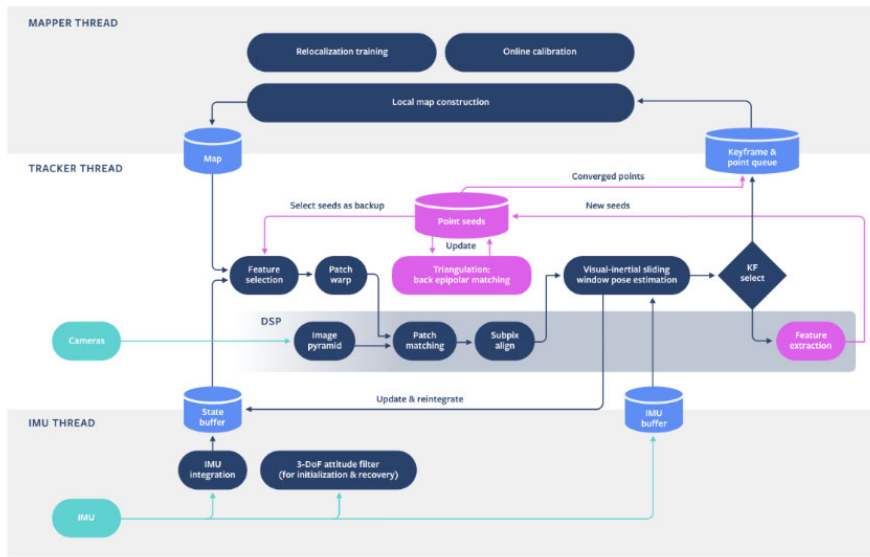 MAPPER THREAD
Relocalization training
Online calibration
Local map construction
Map
Keyframe &
point queue
TRACKER THREAD
Converged points
Select seeds as backup
Point seeds
New seeds
Update
Feature
selection
Patch
warp
Triangulation:
back epipolar matching
Visual-inertial sliding
window pose estimation
KF
select
DSP
Cameras
Image
pyramid
Patch
matching
Subpix
align
Feature
extraction
Update & reintegrate
State
buffer
IMU
buffer
IMU THREAD
IMU
integration
3-DoF attitude filter
(for initialization & recovery)
IMU